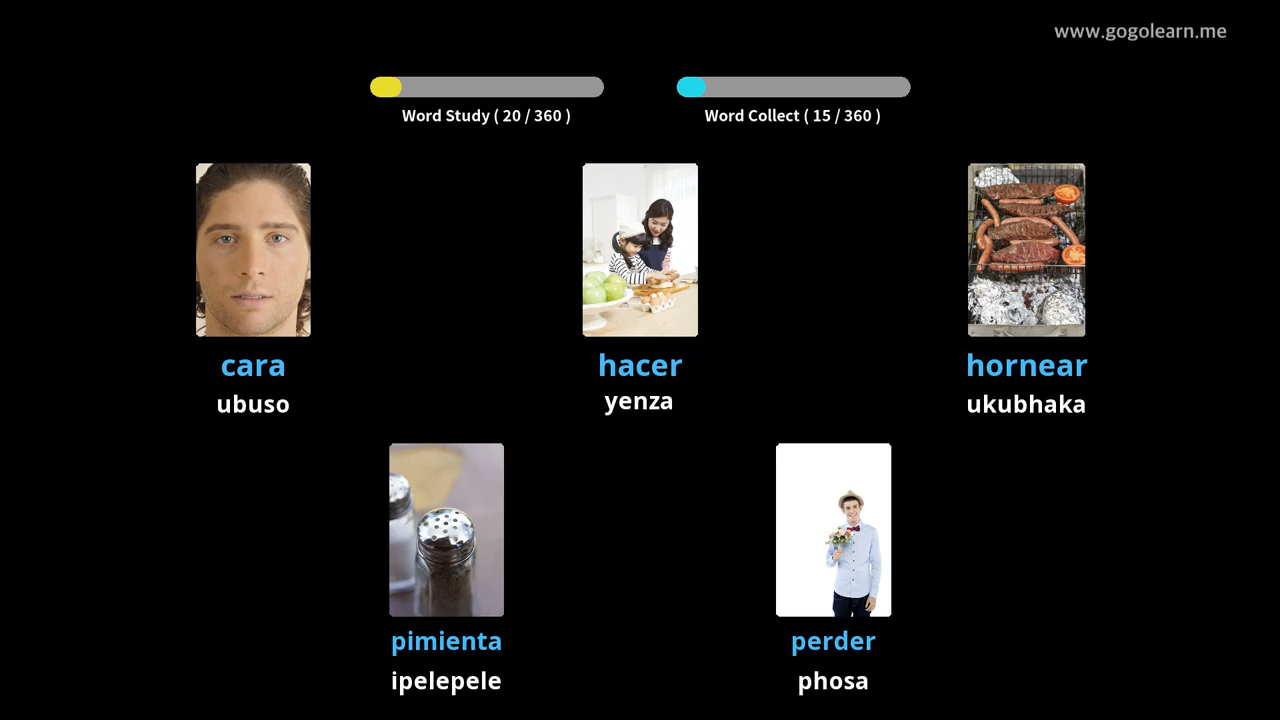 www.gogolearn.me
Word Study ( 20 / 360 )
Word Collect ( 15 / 360 )
cara
ubuso
hacer
yenza
hornear
ukubhaka
pimienta
ipelepele
perder
phosa